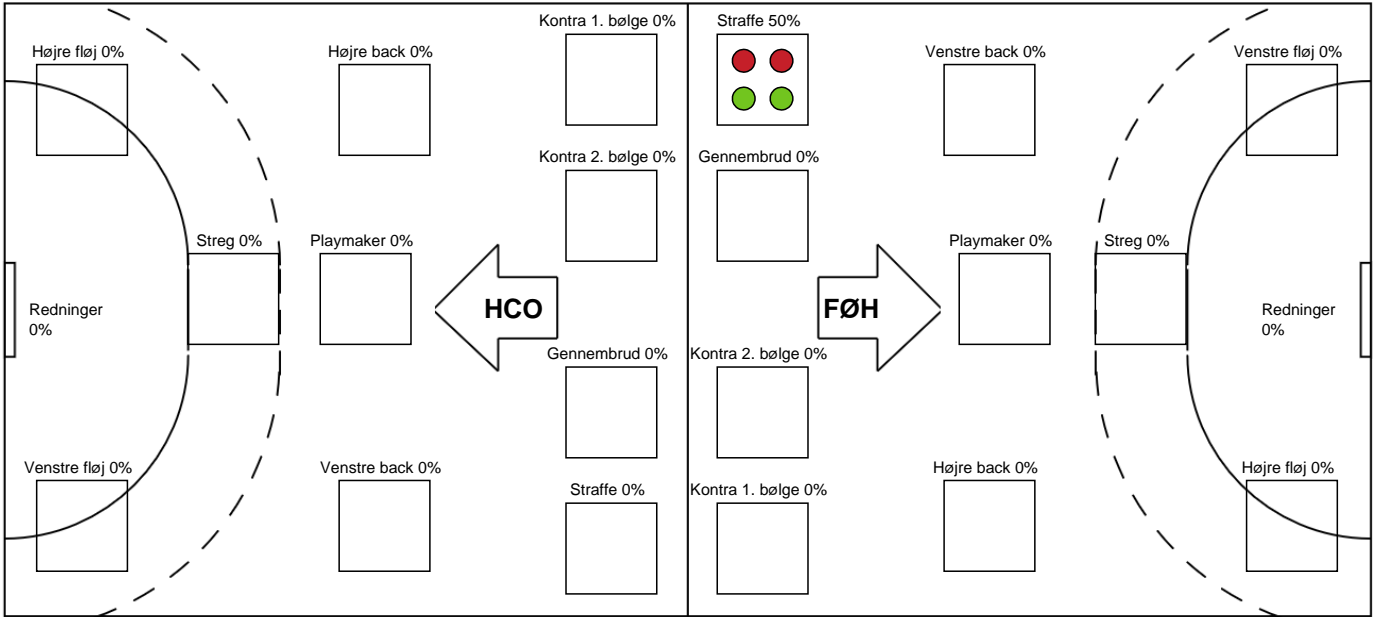 Kontra 1. bølge 0%
Straffe 50%
Højre fløj 0%
Højre back 0%
Venstre back 0%
Venstre fløj 0%
Kontra 2. bølge 0%
Gennembrud 0%
Streg 0%
Playmaker 0%
Playmaker 0%
Streg 0%
Redninger
0%
HCO
FØH
Redninger
0%
Gennembrud 0%
Kontra 2. bølge 0%
Venstre fløj 0%
Venstre back 0%
Straffe 0%
Kontra 1. bølge 0%
Højre back 0%
Højre fløj 0%